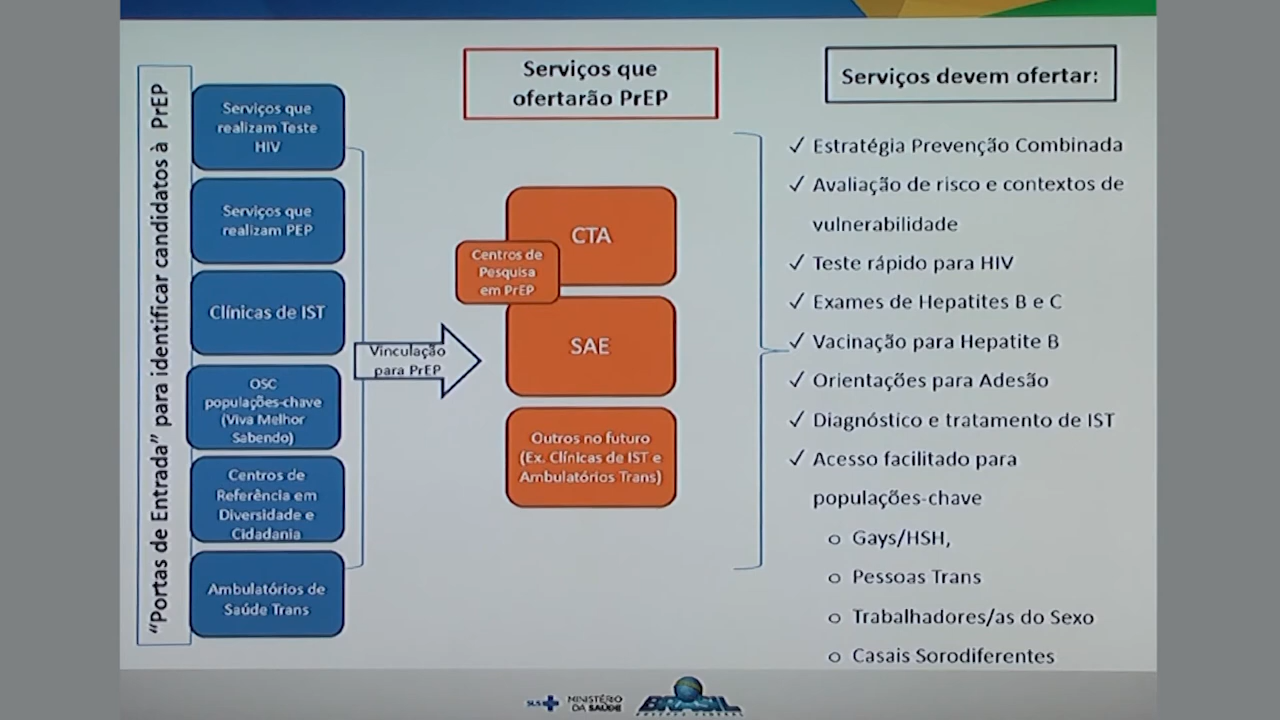 "Portas de Entrada" para identificar candidatos à PrEP
Serviços que
realizam Teste
HIV
Serviços que
realizam PEP
Clínicas de IST
OSC
populações-chave
(Viva Melhor
Sabendo)
Centros de
Referência em
Diversidade e
Cidadania
Ambulatórios de
Saúde Trans
Vinculação
para PrEP
Serviços que
ofertarão PrEP
CTA
Centros de
Pesquisa
em PrEP
SAE
Outros no futuro
(Ex. Clínicas de IST e
Ambulatórios Trans)
Serviços devem ofertar:
✓ Estratégia Prevenção Combinada
✓ Avaliação de risco e contextos de
vulnerabilidade
✓ Teste rápido para HIV
✓ Exames de Hepatites B e C
✓ Vacinação para Hepatite B
✓ Orientações para Adesão
✓ Diagnóstico e tratamento de IST
✓ Acesso facilitado para
populações-chave
o Gays/HSH,
o Pessoas Trans
o Trabalhadores/as do Sexo
o Casais Sorodiferentes
SUS
MINISTÉRIO
DA SAÚDE
BRASIL
GOVERNO FEDERAL